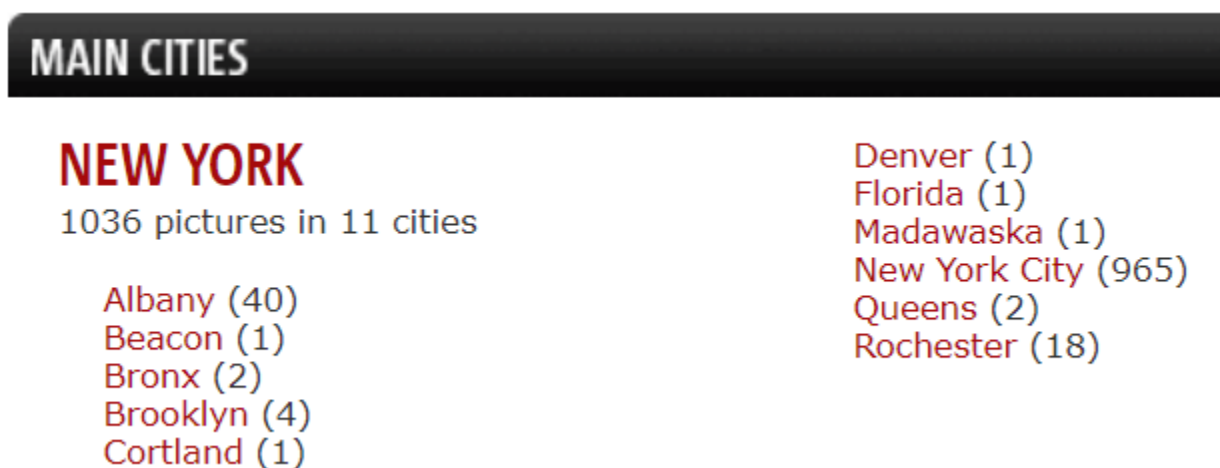 MAIN CITIES
NEW YORK
1036 pictures in 11 cities
Albany (40)
Beacon (1)
Bronx (2)
Brooklyn (4)
Cortland (1)
Denver (1)
Florida (1)
Madawaska (1)
New York City (965)
Queens (2)
Rochester (18)